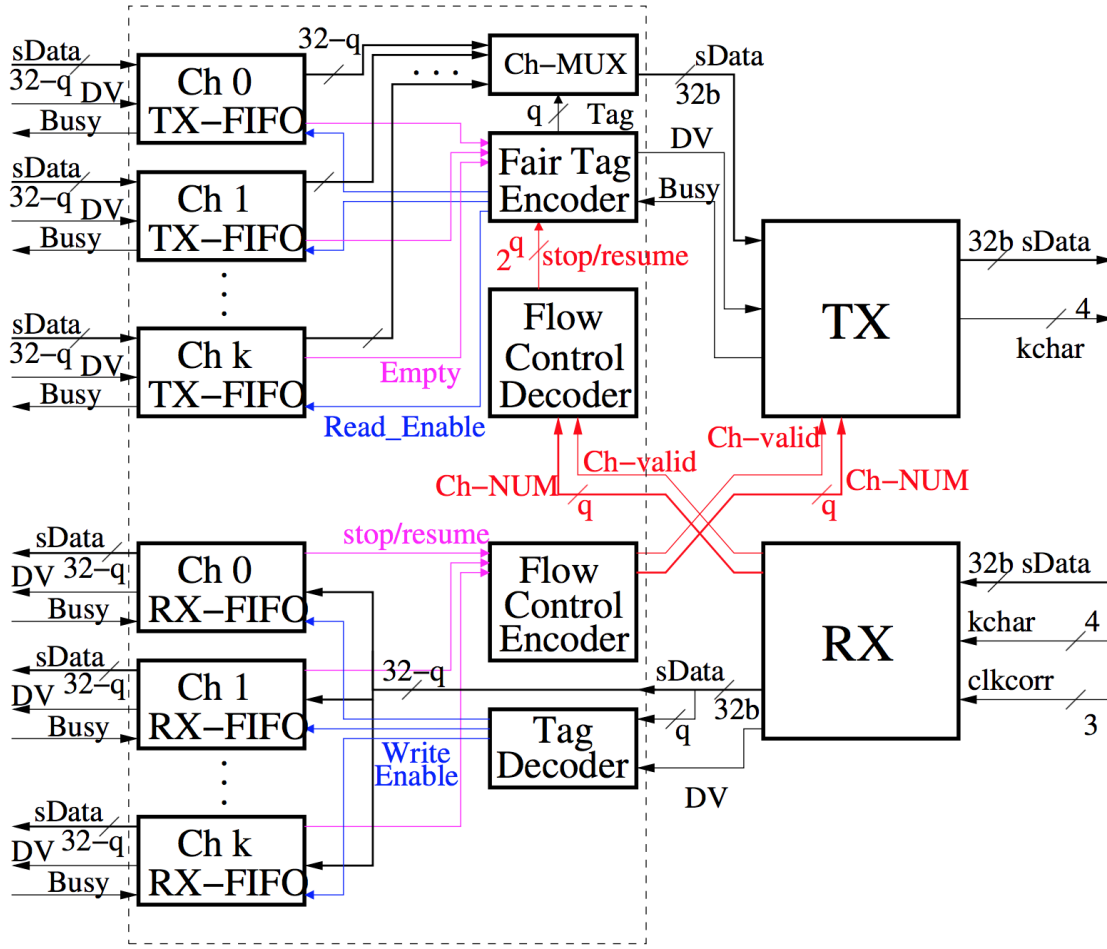 sData
32-q
DV
Busy
Ch 0
TX-FIFO
32-q
. . .
Ch-MUX
sData
32b
q
Tag
DV
Fair Tag
Encoder
Busy
sData
32-q
DV
Busy
Ch 1
TX-FIFO
2^q
stop/resume
32b sData
TX
4
kchar
sData
32-q
DV
Busy
Ch k
TX-FIFO
Empty
Read_Enable
Flow
Control
Decoder
Ch-valid
Ch-NUM
q
Ch-valid
Ch-NUM
q
stop/resume
sData
32-q
DV
Busy
Ch 0
RX-FIFO
Flow
Control
Encoder
32b sData
kchar
4
clkcorr
3
RX
sData
32-q
DV
Busy
Ch 1
RX-FIFO
32-q
sData
32b
q
Write
Enable
Tag
Decoder
DV
sData
32-q
DV
Busy
Ch k
RX-FIFO